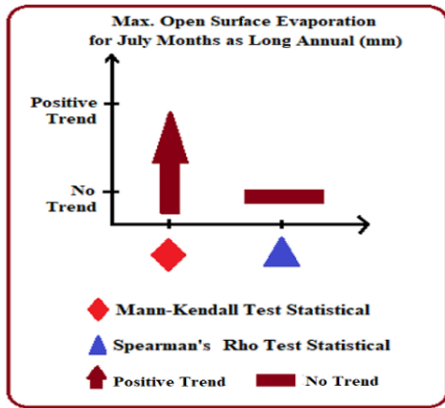 Max. Open Surface Evaporation
for July Months as Long Annual (mm)
Positive
Trend
No
Trend
Mann-Kendall Test Statistical
Spearman's Rho Test Statistical
Positive Trend
No Trend